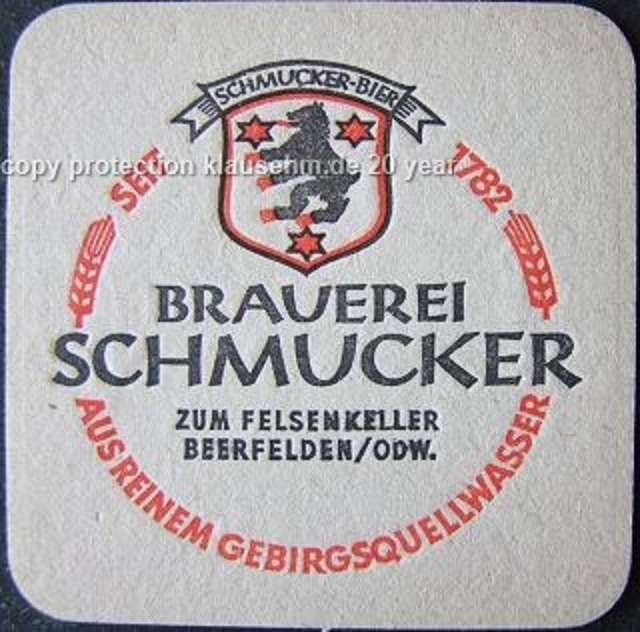 SCHMUCKER-BIER
copy protection klausehm.de 20 year
SEIT 1782
BRAUEREI
SCHMUCKER
ZUM FELSENKELLER
BEERFELDEN/ODW.
AUS REINEM GEBIRGSQUELLWASSER